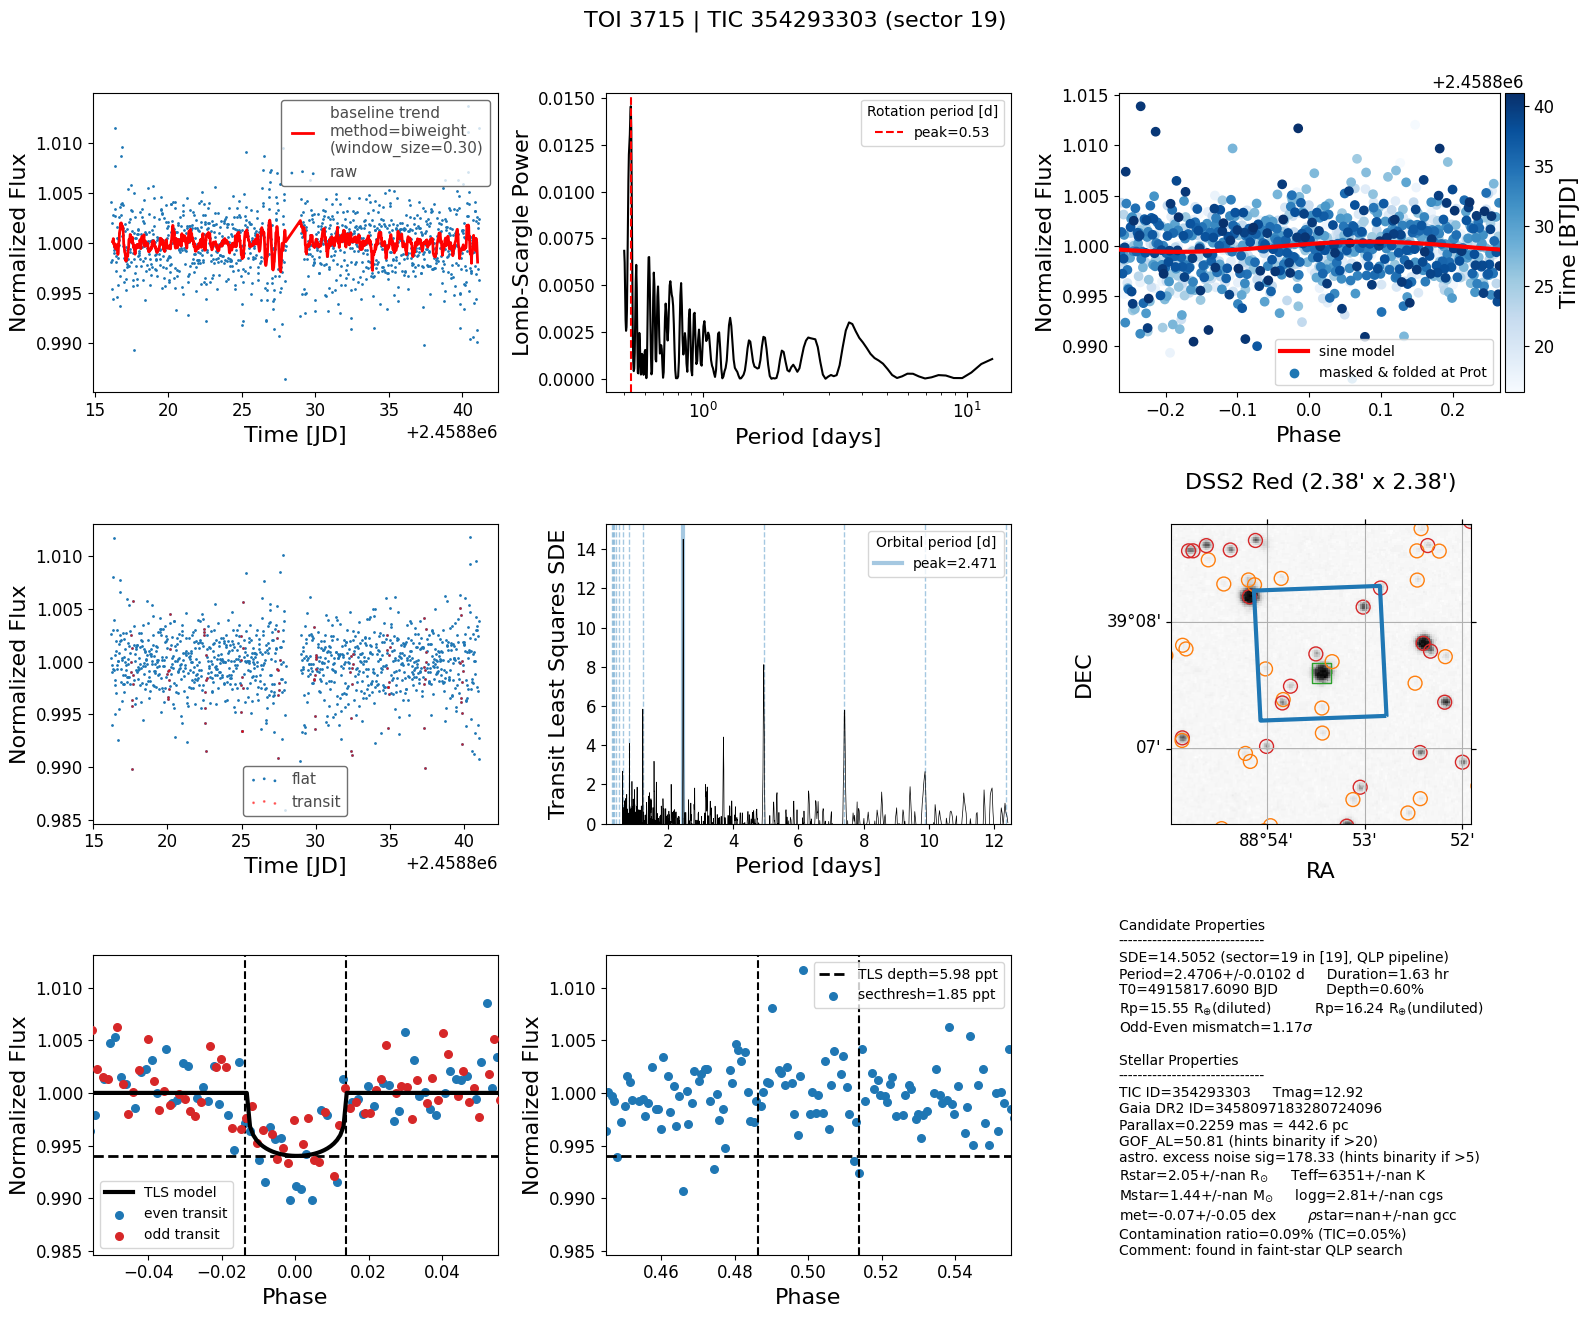 TOI 3715 | TIC 354293303 (sector 19)
baseline trend
method=biweight
(window_size=0.30)
raw
1.010
1.005
1.000
0.995
0.990
Normalized Flux
15 20 25 30 35 40
Time [JD]
+2.4588e6
Rotation period [d]
peak=0.53
0.0150
0.0125
0.0100
0.0075
0.0050
0.0025
0.0000
Lomb-Scargle Power
10⁰ 10¹
Period [days]
+2.4588e6
1.015
1.010
1.005
1.000
0.995
0.990
Normalized Flux
sine model
masked & folded at Prot
−0.2 −0.1 0.0 0.1 0.2
Phase
40
35
30
25
20
Time [BTJD]
1.010
1.005
1.000
0.995
0.990
0.985
Normalized Flux
flat
transit
15 20 25 30 35 40
Time [JD]
+2.4588e6
Orbital period [d]
peak=2.471
14
12
10
8
6
4
2
0
Transit Least Squares SDE
2 4 6 8 10 12
Period [days]
DSS2 Red (2.38' x 2.38')
39°08'
07'
DEC
88°54' 53' 52'
RA
1.010
1.005
1.000
0.995
0.990
0.985
Normalized Flux
TLS model
even transit
odd transit
−0.04 −0.02 0.00 0.02 0.04
Phase
TLS depth=5.98 ppt
secthresh=1.85 ppt
1.010
1.005
1.000
0.995
0.990
0.985
Normalized Flux
0.46 0.48 0.50 0.52 0.54
Phase
Candidate Properties
------------------------------
SDE=14.5052 (sector=19 in [19], QLP pipeline)
Period=2.4706+/-0.0102 d Duration=1.63 hr
T0=4915817.6090 BJD Depth=0.60%
Rp=15.55 R⊕(diluted) Rp=16.24 R⊕(undiluted)
Odd-Even mismatch=1.17σ
Stellar Properties
------------------------------
TIC ID=354293303 Tmag=12.92
Gaia DR2 ID=3458097183280724096
Parallax=0.2259 mas = 442.6 pc
GOF_AL=50.81 (hints binarity if >20)
astro. excess noise sig=178.33 (hints binarity if >5)
Rstar=2.05+/-nan R⊙ Teff=6351+/-nan K
Mstar=1.44+/-nan M⊙ logg=2.81+/-nan cgs
met=-0.07+/-0.05 dex ρstar=nan+/-nan gcc
Contamination ratio=0.09% (TIC=0.05%)
Comment: found in faint-star QLP search